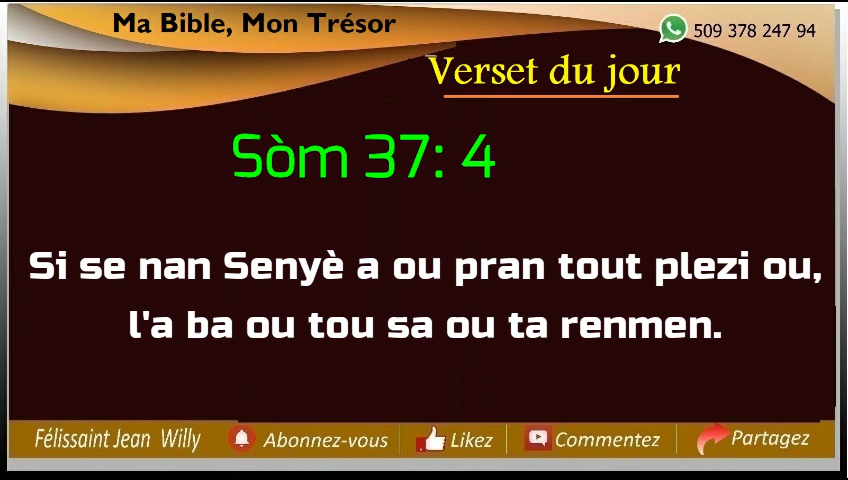 Ma Bible, Mon Trésor
509 378 247 94
Verset du jour
Sòm 37: 4
Si se nan Senyè a ou pran tout plezi ou,
l'a ba ou tou sa ou ta renmen.
Félissaint Jean Willy Abonnez-vous Likez Commentez Partagez